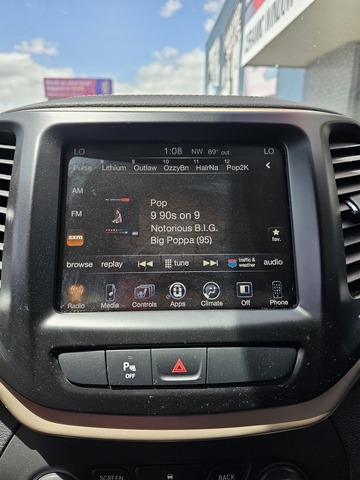 LO 1:08 NW 69° out. LO
9 10 11 12
Pulse Lithium Outlaw OzzyBn HairNa Pop2K
AM
Pop
9 90s on 9
FM
Notorious B.I.G.
Big Poppa (95)
sxm
fav.
browse replay tune traffic & weather audio
Radio Media Controls Apps Climate Off Phone
P OFF
SCREEN BACK